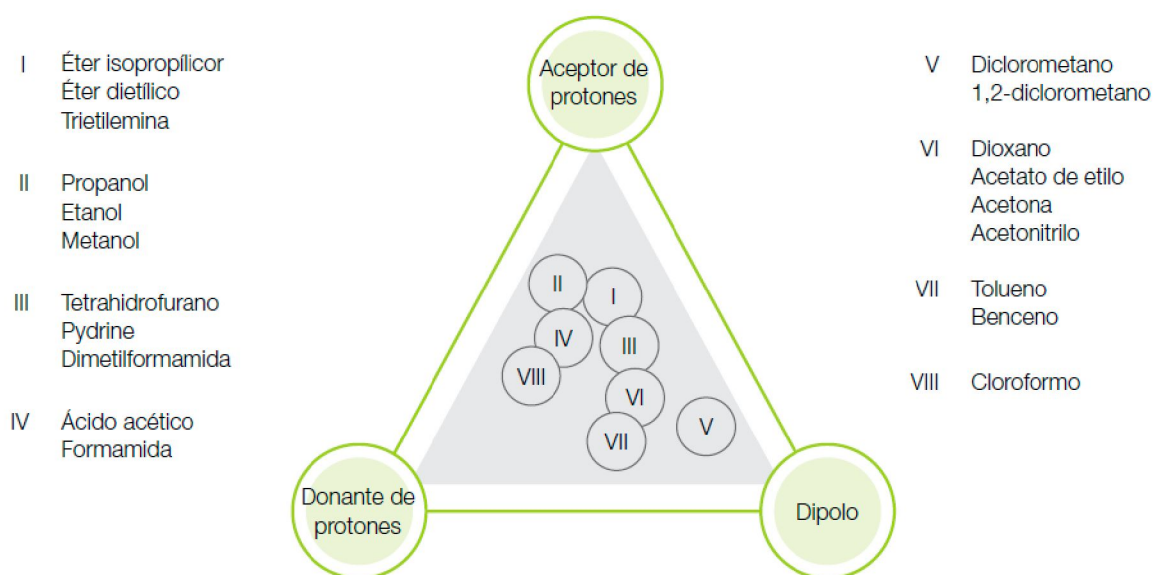 I Éter isopropílicor
Éter dietílico
Trietilemina
II Propanol
Etanol
Metanol
III Tetrahidrofurano
Pydrine
Dimetilformamida
IV Ácido acético
Formamida
Aceptor de
protones
II
I
IV
III
VIII
VI
V
VII
Donante de
protones
Dipolo
V Diclorometano
1,2-diclorometano
VI Dioxano
Acetato de etilo
Acetona
Acetonitrilo
VII Tolueno
Benceno
VIII Cloroformo